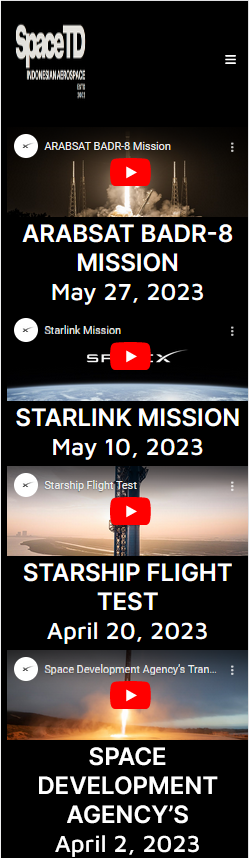 SpaceTD
INDONESIAN AEROSPACE
ESTD
ARABSAT BADR-8 Mission
ARABSAT BADR-8
MISSION
May 27, 2023
Starlink Mission
SPACEX
STARLINK MISSION
May 10, 2023
Starship Flight Test
STARSHIP FLIGHT
TEST
April 20, 2023
Space Development Agency's Tran...
SPACE
DEVELOPMENT
AGENCY'S
April 2, 2023